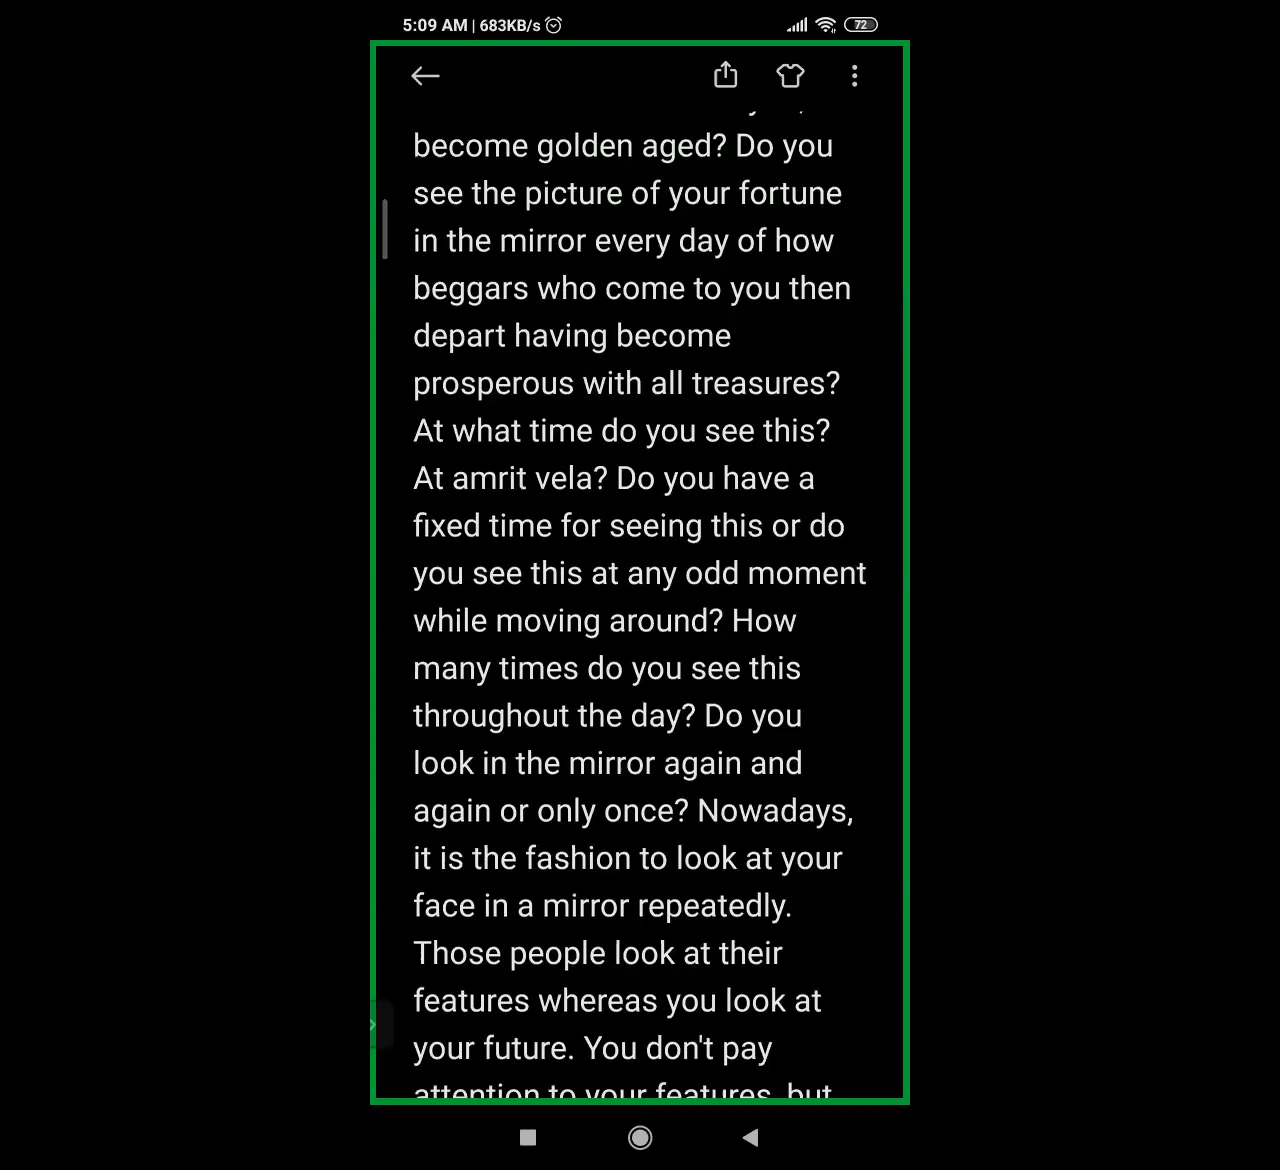 5:09 AM | 683KB/s
72
become golden aged? Do you
see the picture of your fortune
in the mirror every day of how
beggars who come to you then
depart having become
prosperous with all treasures?
At what time do you see this?
At amrit vela? Do you have a
fixed time for seeing this or do
you see this at any odd moment
while moving around? How
many times do you see this
throughout the day? Do you
look in the mirror again and
again or only once? Nowadays,
it is the fashion to look at your
face in a mirror repeatedly.
Those people look at their
features whereas you look at
your future. You don't pay
attention to your features, but